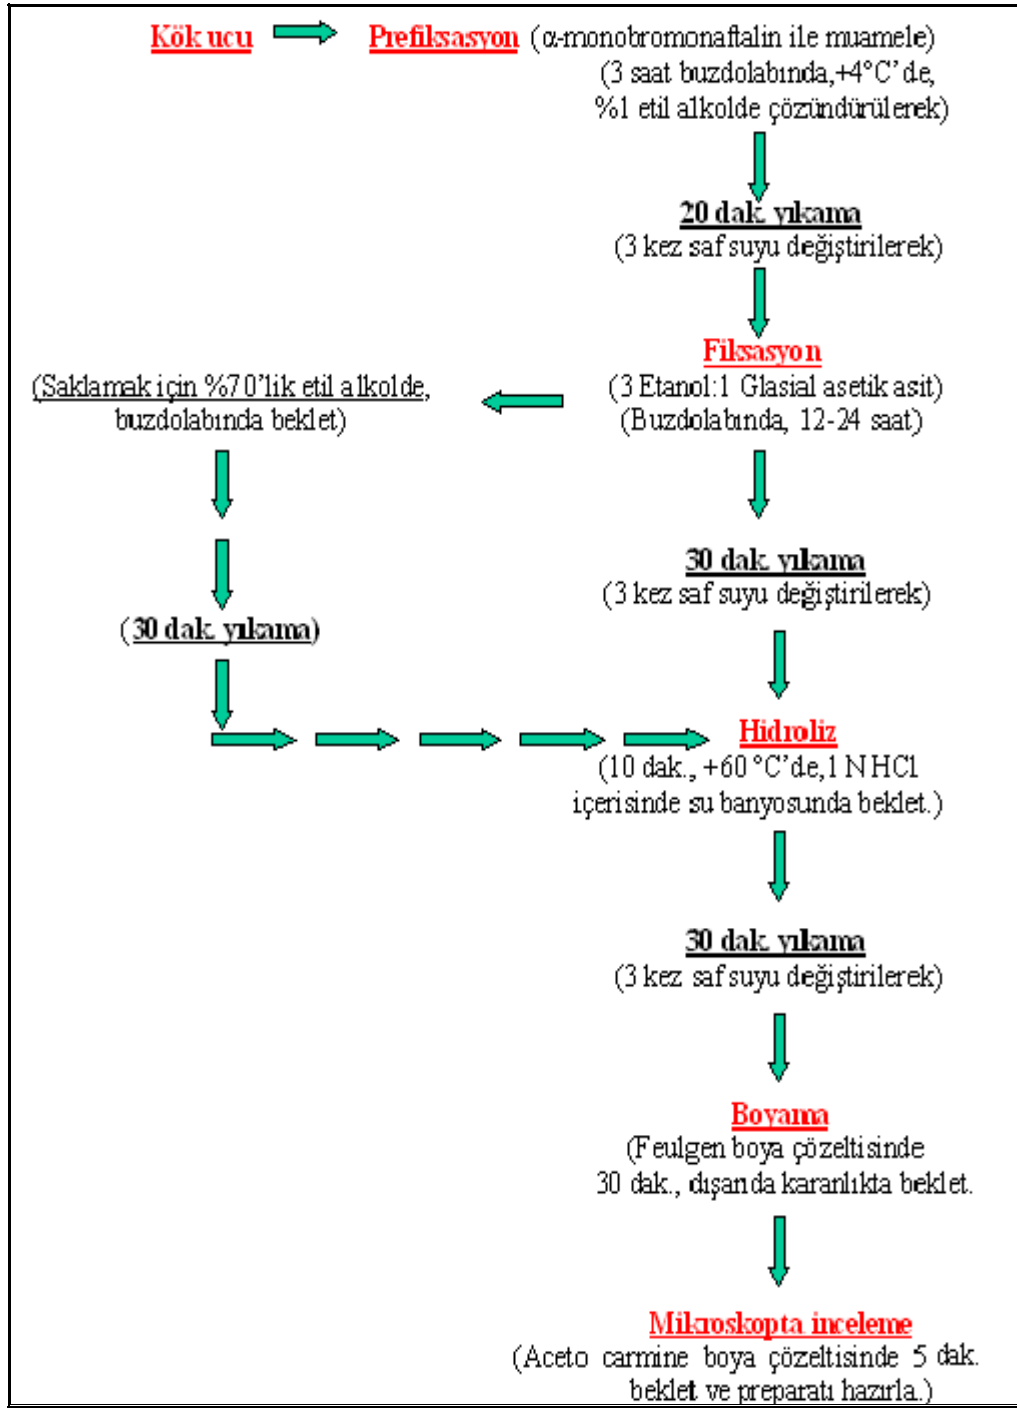 Kök ucu Prefiksasyon (α-monobromonaftalin ile muamele)
(3 saat buzdolabında,+4°C'de,
%1 etil alkolde çözündürülerek)
20 dak. yıkama
(3 kez saf suyu değiştirilerek)
Fiksasyon
(3 Etanol:1 Glasial asetik asit)
(Buzdolabında, 12-24 saat)
(Saklamak için %70'lik etil alkolde,
buzdolabında beklet)
30 dak. yıkama
(3 kez saf suyu değiştirilerek)
(30 dak. yıkama)
Hidroliz
(10 dak., +60 °C'de,1 N HCl
içerisinde su banyosunda beklet.)
30 dak. yıkama
(3 kez saf suyu değiştirilerek)
Boyama
(Feulgen boya çözeltisinde
30 dak., dışarıda karanlıkta beklet.
Mikroskopta inceleme
(Aceto carmine boya çözeltisinde 5 dak.
beklet ve preparatı hazırla.)